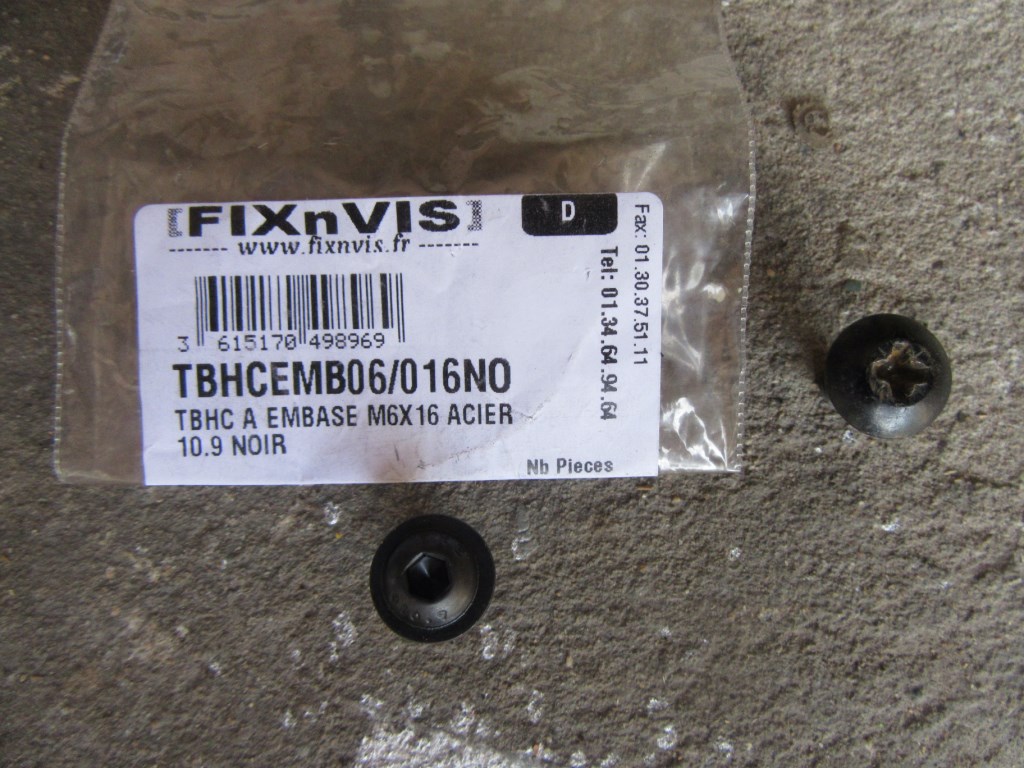 [FIXnVIS]
------- www.fixnvis.fr -------
D
3 615170 498969
TBHCEMB06/016NO
TBHC A EMBASE M6X16 ACIER
10.9 NOIR
Nb Pieces
Tel: 01.34.64.94.64
Fax: 01.30.37.51.11